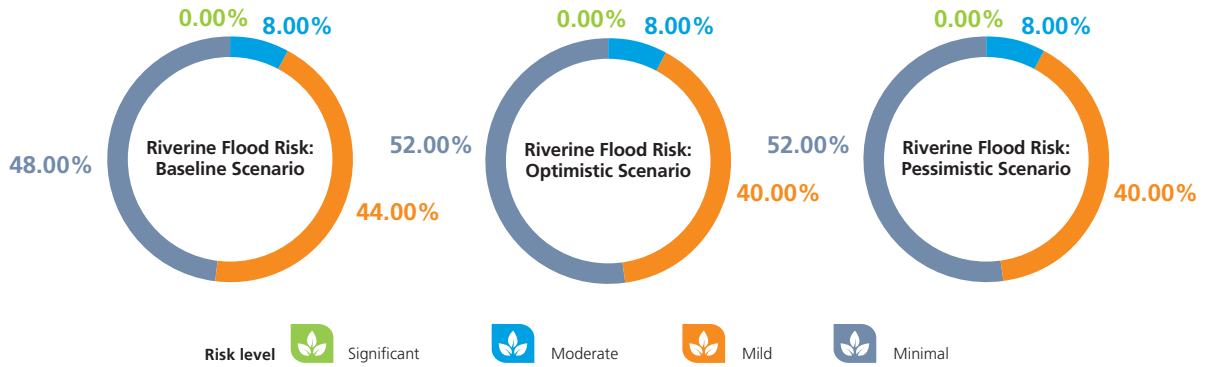 0.00%
8.00%
Riverine Flood Risk:
Baseline Scenario
48.00%
44.00%
0.00%
8.00%
52.00%
Riverine Flood Risk:
Optimistic Scenario
40.00%
0.00%
8.00%
52.00%
Riverine Flood Risk:
Pessimistic Scenario
40.00%
Risk level
Significant
Moderate
Mild
Minimal